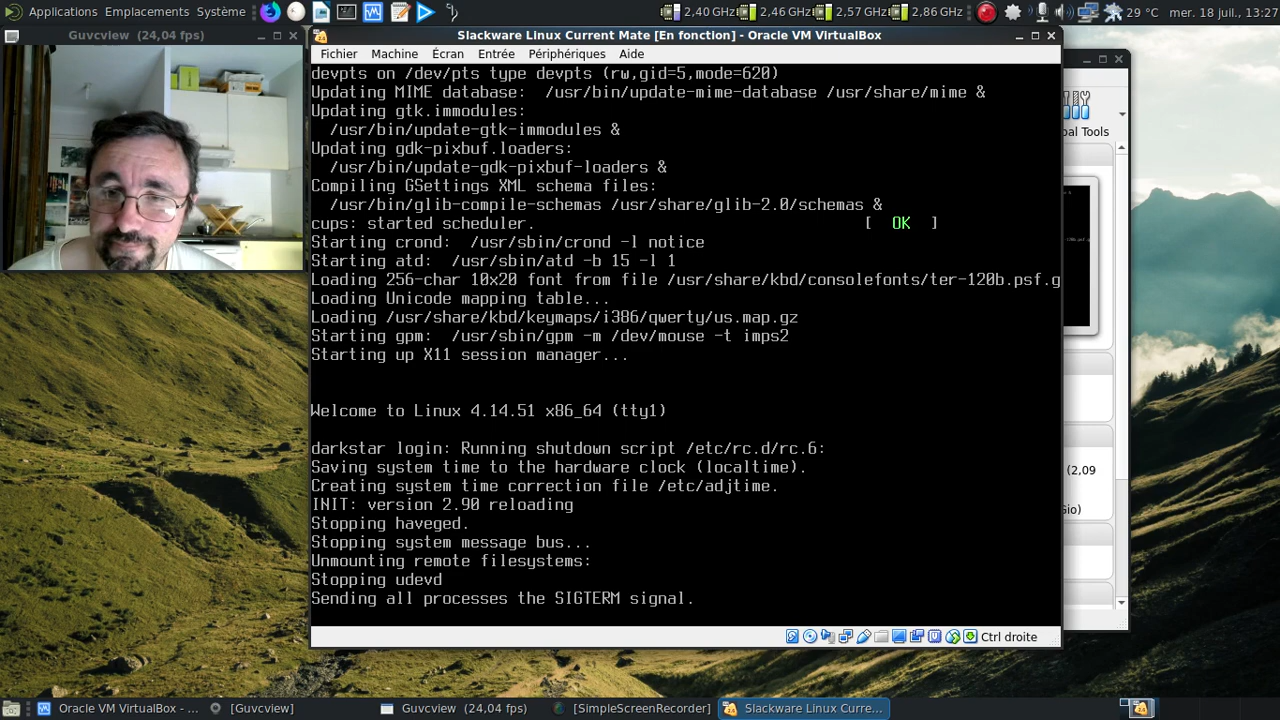 Applications Emplacements Système
2,40 GHz 2,46 GHz 2,57 GHz 2,86 GHz 29 °C mer. 18 juil., 13:27
Guvcview (24,04 fps)
Slackware Linux Current Mate [En fonction] - Oracle VM VirtualBox
Fichier Machine Écran Entrée Périphériques Aide
devpts on /dev/pts type devpts (rw,gid=5,mode=620)
Updating MIME database: /usr/bin/update-mime-database /usr/share/mime &
Updating gtk.immodules:
/usr/bin/update-gtk-immodules &
Updating gdk-pixbuf.loaders:
/usr/bin/update-gdk-pixbuf-loaders &
Compiling GSettings XML schema files:
/usr/bin/glib-compile-schemas /usr/share/glib-2.0/schemas &
cups: started scheduler. [ OK ]
Starting crond: /usr/sbin/crond -l notice
Starting atd: /usr/sbin/atd -b 15 -l 1
Loading 256-char 10x20 font from file /usr/share/kbd/consolefonts/ter-120b.psf.g
Loading Unicode mapping table...
Loading /usr/share/kbd/keymaps/i386/qwerty/us.map.gz
Starting gpm: /usr/sbin/gpm -m /dev/mouse -t imps2
Starting up X11 session manager...
Welcome to Linux 4.14.51 x86_64 (tty1)
darkstar login: Running shutdown script /etc/rc.d/rc.6:
Saving system time to the hardware clock (localtime).
Creating system time correction file /etc/adjtime.
INIT: version 2.90 reloading
Stopping haveged.
Stopping system message bus...
Unmounting remote filesystems:
Stopping udevd
Sending all processes the SIGTERM signal.
Ctrl droite
bal Tools
(2,09
Gio)
Oracle VM VirtualBox - ... [Guvcview] Guvcview (24,04 fps) [SimpleScreenRecorder] Slackware Linux Curre...